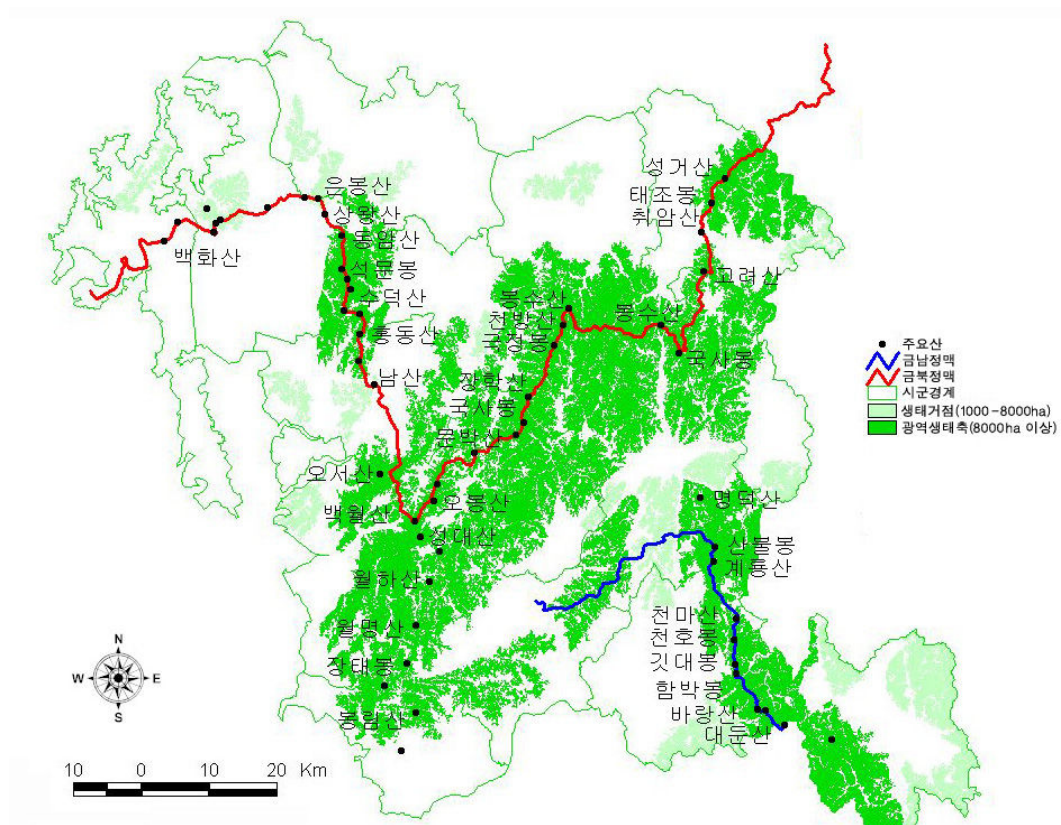 성거산
태조봉
취암산
은봉산
상왕산
동암산
백화산
석문봉
고려산
수덕산
봉수산
천방산
봉수산
홍동산
국사봉
남산
장학산
국사봉
문박산
오서산
오봉산
백월산
성대산
월하산
월명산
장태봉
봉림산
명덕산
계룡산
천마산
천호봉
깃대봉
함박봉
바랑산
대둔산
주요산
금남정맥
금북정맥
시군경계
생태거점(1000-8000ha)
광역생태축(8000ha 이상)
N
W
E
S
10 0 10 20 Km